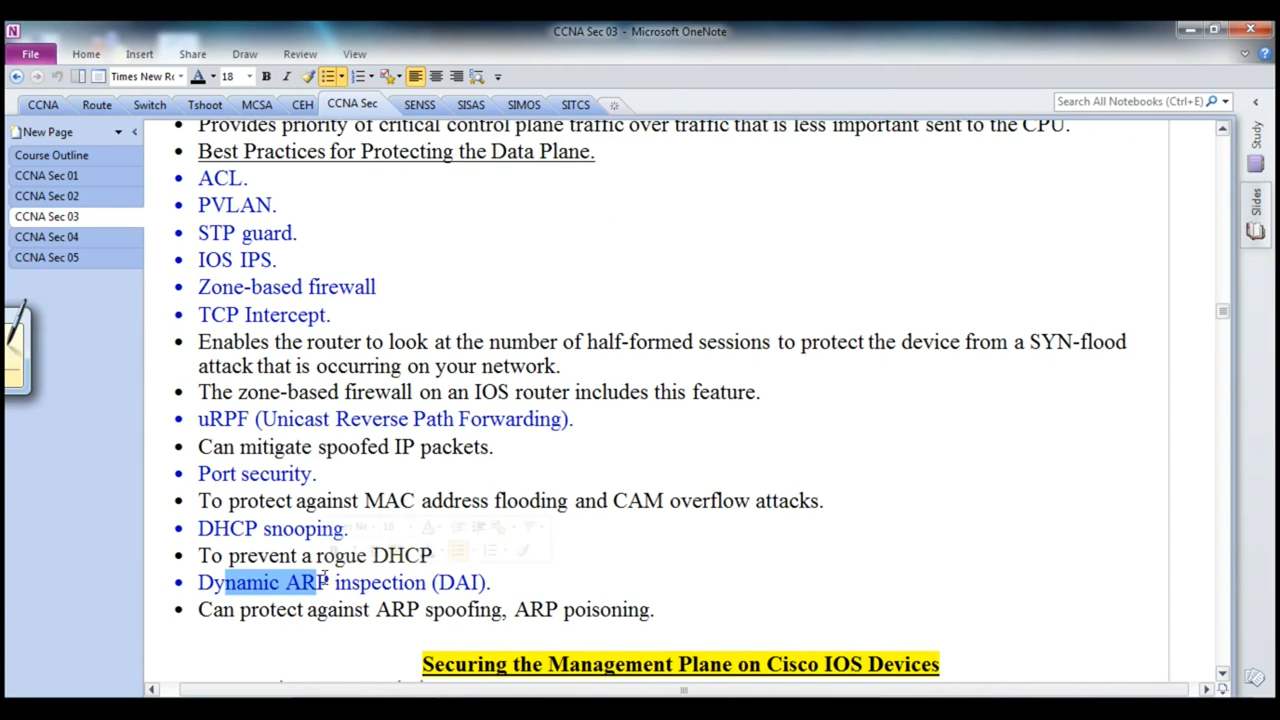 CCNA Sec 03 - Microsoft OneNote
File Home Insert Share Draw Review View
Times New Ro 18 B I
CCNA Route Switch Tshoot MCSA CEH CCNA Sec SENSS SISAS SIMOS SITCS
Search All Notebooks (Ctrl+E)
New Page
Course Outline
CCNA Sec 01
CCNA Sec 02
CCNA Sec 03
CCNA Sec 04
CCNA Sec 05
• Provides priority of critical control plane traffic over traffic that is less important sent to the CPU.
• Best Practices for Protecting the Data Plane.
• ACL.
• PVLAN.
• STP guard.
• IOS IPS.
• Zone-based firewall
• TCP Intercept.
• Enables the router to look at the number of half-formed sessions to protect the device from a SYN-flood
attack that is occurring on your network.
• The zone-based firewall on an IOS router includes this feature.
• uRPF (Unicast Reverse Path Forwarding).
• Can mitigate spoofed IP packets.
• Port security.
• To protect against MAC address flooding and CAM overflow attacks.
• DHCP snooping.
• To prevent a rogue DHCP
• Dynamic ARP inspection (DAI).
• Can protect against ARP spoofing, ARP poisoning.
Securing the Management Plane on Cisco IOS Devices
Study
Slides